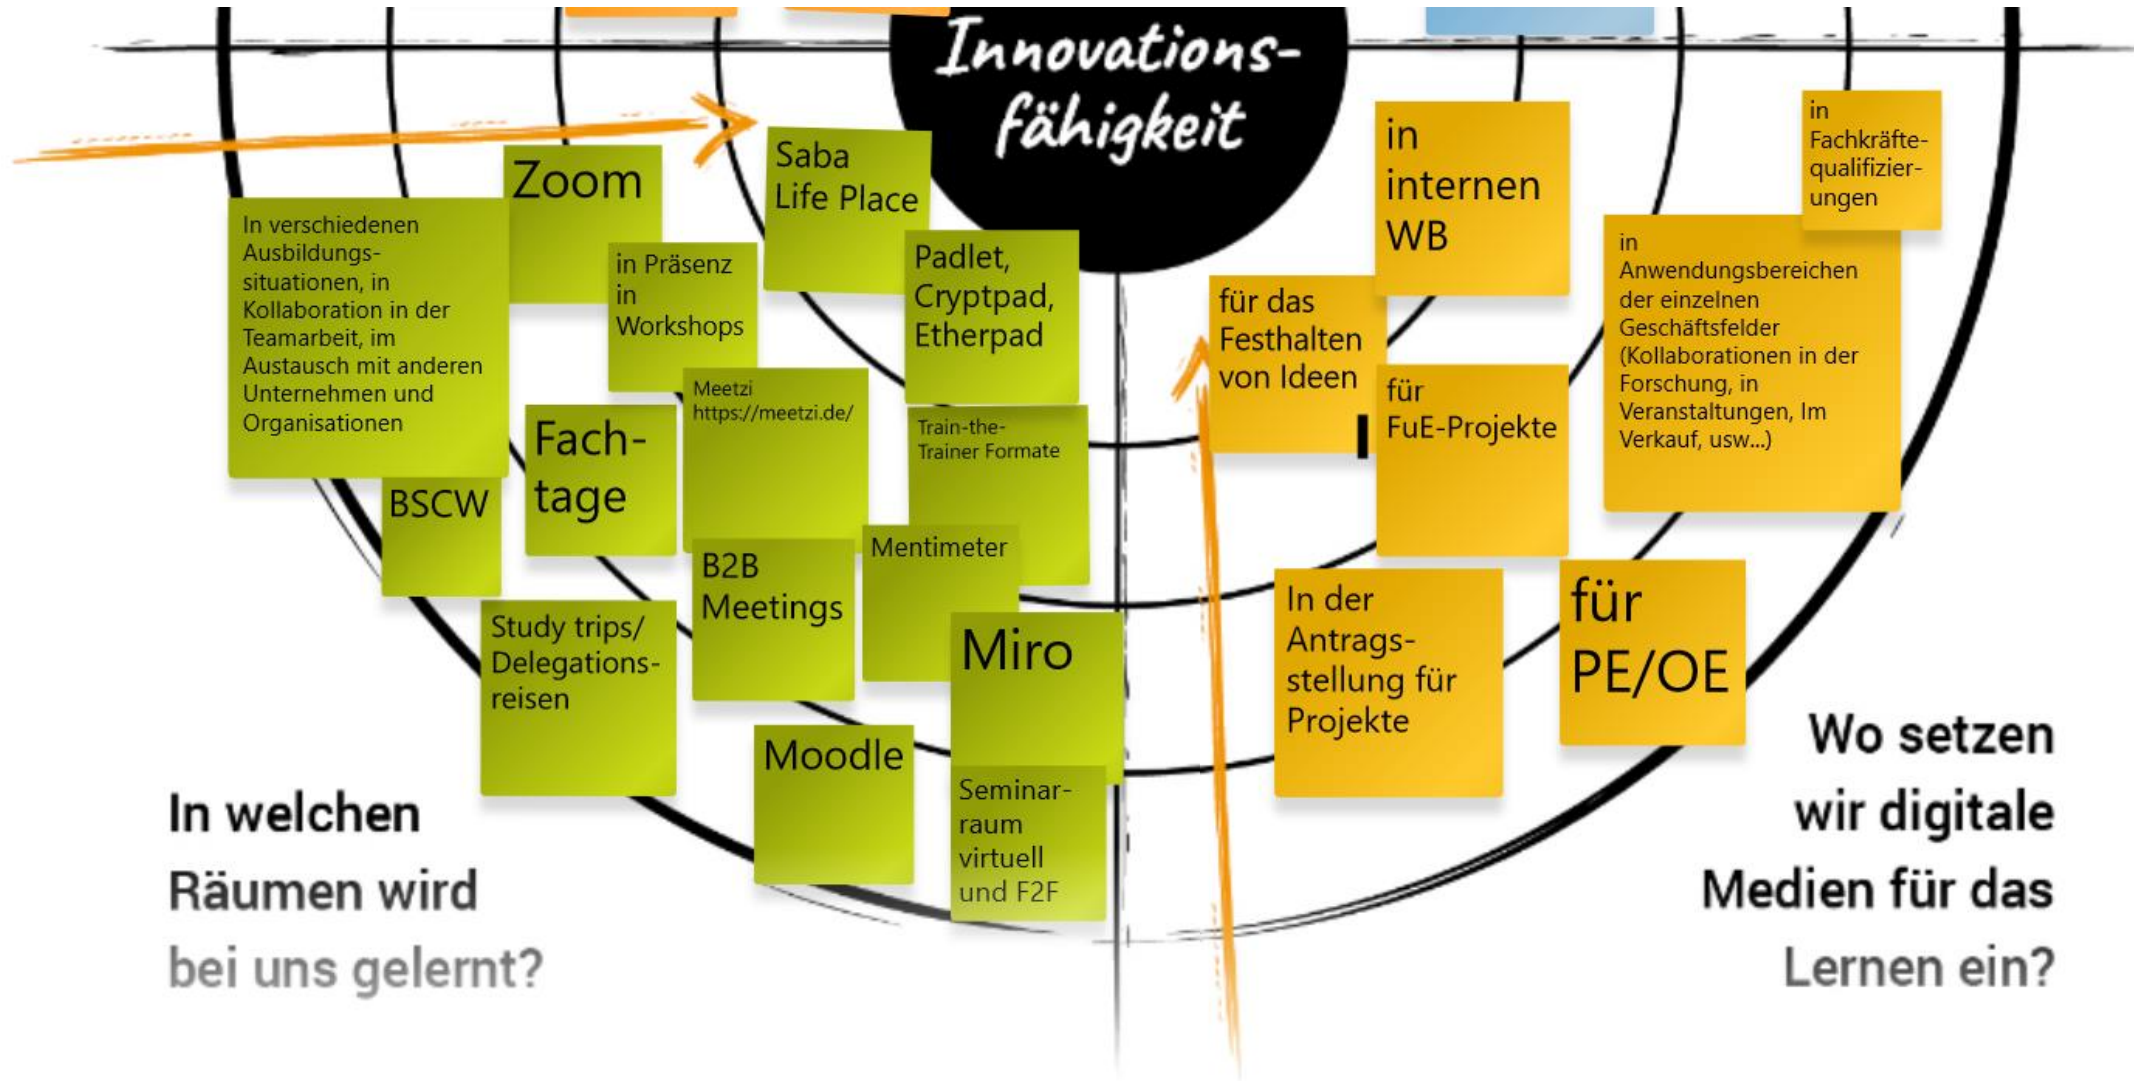 Innovations-
fähigkeit
Zoom
Saba
Life Place
In verschiedenen
Ausbildungs-
situationen, in
Kollaboration in der
Teamarbeit, im
Austausch mit anderen
Unternehmen und
Organisationen
in Präsenz
in
Workshops
Padlet,
Cryptpad,
Etherpad
Meetzi
https://meetzi.de/
Fach-
tage
Train-the-
Trainer Formate
BSCW
B2B
Meetings
Mentimeter
Study trips/
Delegations-
reisen
Miro
Moodle
Seminar-
raum
virtuell
und F2F
In welchen
Räumen wird
bei uns gelernt?
in
internen
WB
in
Fachkräfte-
qualifizier-
ungen
für das
Festhalten
von Ideen
in
Anwendungsbereichen
der einzelnen
Geschäftsfelder
(Kollaborationen in der
Forschung, in
Veranstaltungen, Im
Verkauf, usw...)
für
FuE-Projekte
In der
Antrags-
stellung für
Projekte
für
PE/OE
Wo setzen
wir digitale
Medien für das
Lernen ein?